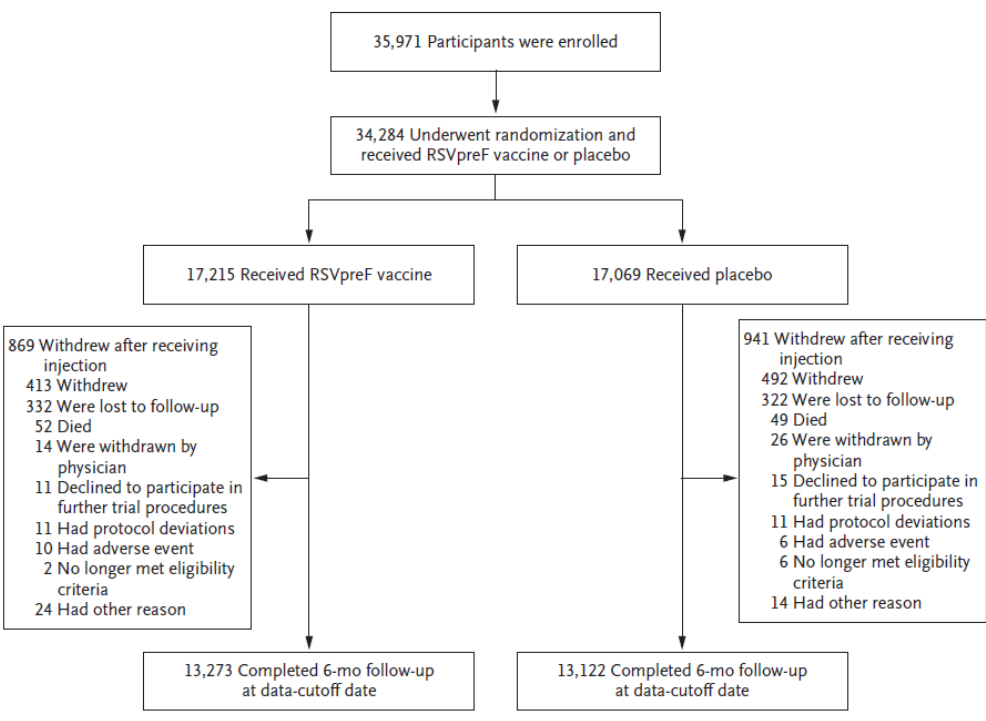 35,971 Participants were enrolled
34,284 Underwent randomization and
received RSVpreF vaccine or placebo
17,215 Received RSVpreF vaccine
17,069 Received placebo
869 Withdrew after receiving
injection
413 Withdrew
332 Were lost to follow-up
52 Died
14 Were withdrawn by
physician
11 Declined to participate in
further trial procedures
11 Had protocol deviations
10 Had adverse event
2 No longer met eligibility
criteria
24 Had other reason
941 Withdrew after receiving
injection
492 Withdrew
322 Were lost to follow-up
49 Died
26 Were withdrawn by
physician
15 Declined to participate in
further trial procedures
11 Had protocol deviations
6 Had adverse event
6 No longer met eligibility
criteria
14 Had other reason
13,273 Completed 6-mo follow-up
at data-cutoff date
13,122 Completed 6-mo follow-up
at data-cutoff date